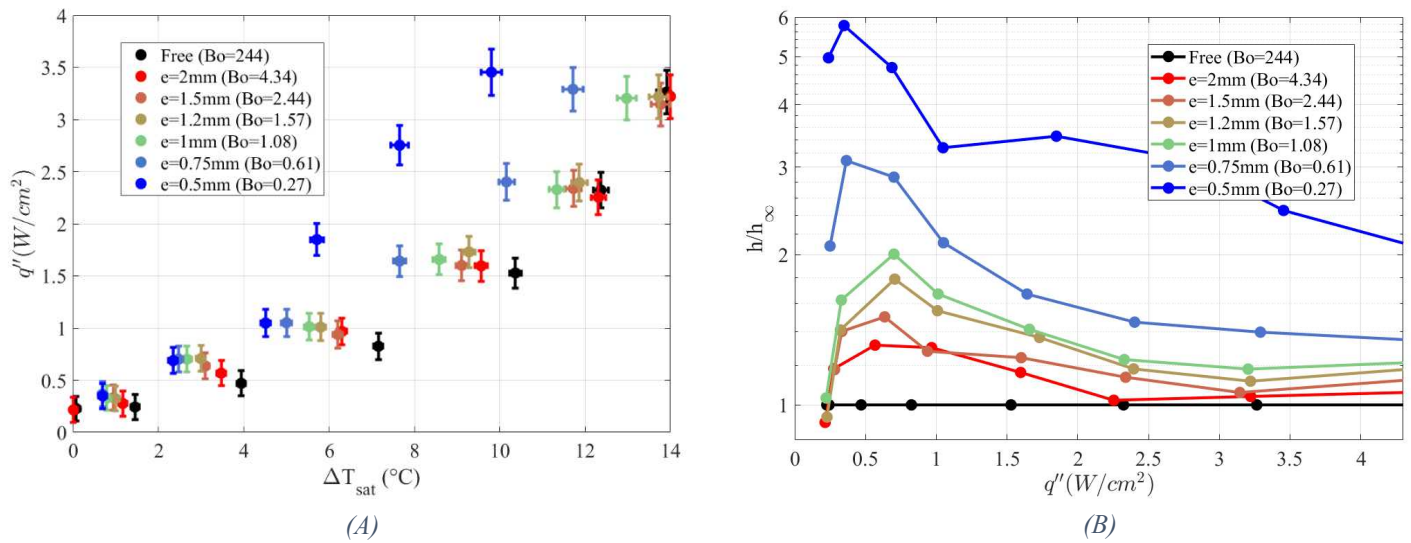 4
3.5
3
2.5
2
1.5
1
0.5
0
q''(W/cm²)
Free (Bo=244)
e=2mm (Bo=4.34)
e=1.5mm (Bo=2.44)
e=1.2mm (Bo=1.57)
e=1mm (Bo=1.08)
e=0.75mm (Bo=0.61)
e=0.5mm (Bo=0.27)
0 2 4 6 8 10 12 14
ΔT_sat (°C)
(A)
6
5
4
3
2
1
h/h_∞
Free (Bo=244)
e=2mm (Bo=4.34)
e=1.5mm (Bo=2.44)
e=1.2mm (Bo=1.57)
e=1mm (Bo=1.08)
e=0.75mm (Bo=0.61)
e=0.5mm (Bo=0.27)
0 0.5 1 1.5 2 2.5 3 3.5 4
q''(W/cm²)
(B)